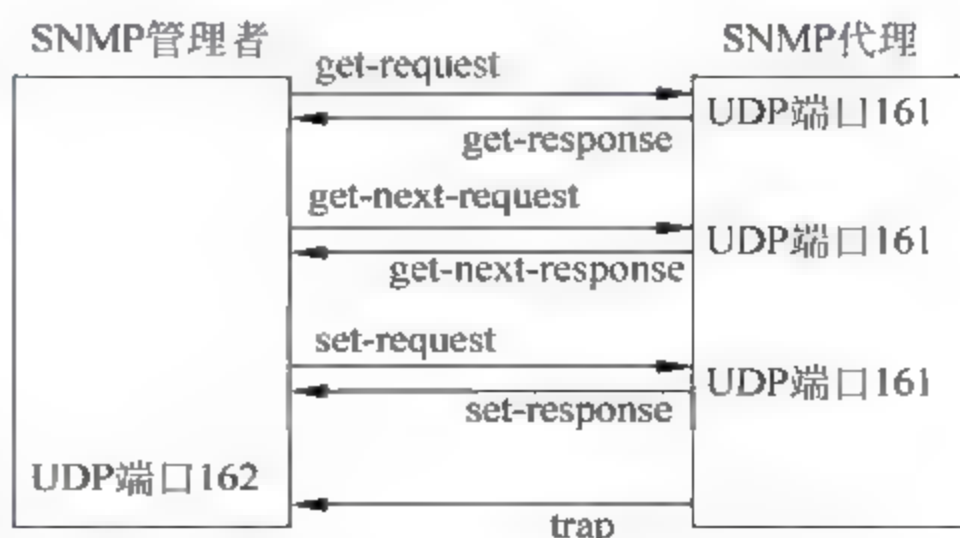 SNMP管理者
SNMP代理
get-request
UDP端口161
get-response
get-next-request
UDP端口161
get-next-response
set-request
UDP端口161
set-response
UDP端口162
trap